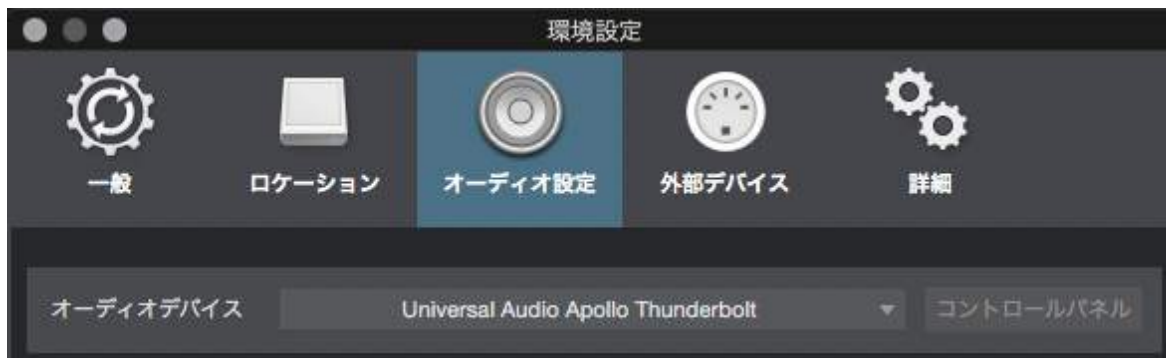 環境設定
一般 ロケーション オーディオ設定 外部デバイス 詳細
オーディオデバイス Universal Audio Apollo Thunderbolt コントロールパネル